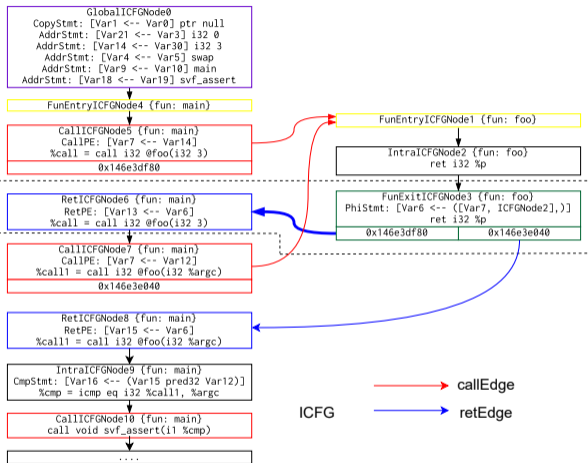 GlobalICFGNode0
CopyStmt: [Var1 <-- Var0] ptr null
AddrStmt: [Var21 <-- Var3] i32 0
AddrStmt: [Var14 <-- Var30] i32 3
AddrStmt: [Var4 <-- Var5] swap
AddrStmt: [Var9 <-- Var10] main
AddrStmt: [Var18 <-- Var19] svf_assert
FunEntryICFGNode4 {fun: main}
CallICFGNode5 {fun: main}
CallPE: [Var7 <-- Var14]
%call = call i32 @foo(i32 3)
0x146e3df80
RetICFGNode6 {fun: main}
RetPE: [Var13 <-- Var6]
%call = call i32 @foo(i32 3)
CallICFGNode7 {fun: main}
CallPE: [Var7 <-- Var12]
%call1 = call i32 @foo(i32 %argc)
0x146e3e040
RetICFGNode8 {fun: main}
RetPE: [Var15 <-- Var6]
%call1 = call i32 @foo(i32 %argc)
IntraICFGNode9 {fun: main}
CmpStmt: [Var16 <-- (Var15 pred32 Var12)]
%cmp = icmp eq i32 %call1, %argc
CallICFGNode10 {fun: main}
call void svf_assert(i1 %cmp)
....
FunEntryICFGNode1 {fun: foo}
IntraICFGNode2 {fun: foo}
ret i32 %p
FunExitICFGNode3 {fun: foo}
PhiStmt: [Var6 <-- ([Var7, ICFGNode2],)]
ret i32 %p
0x146e3df80 0x146e3e040
ICFG
callEdge
retEdge